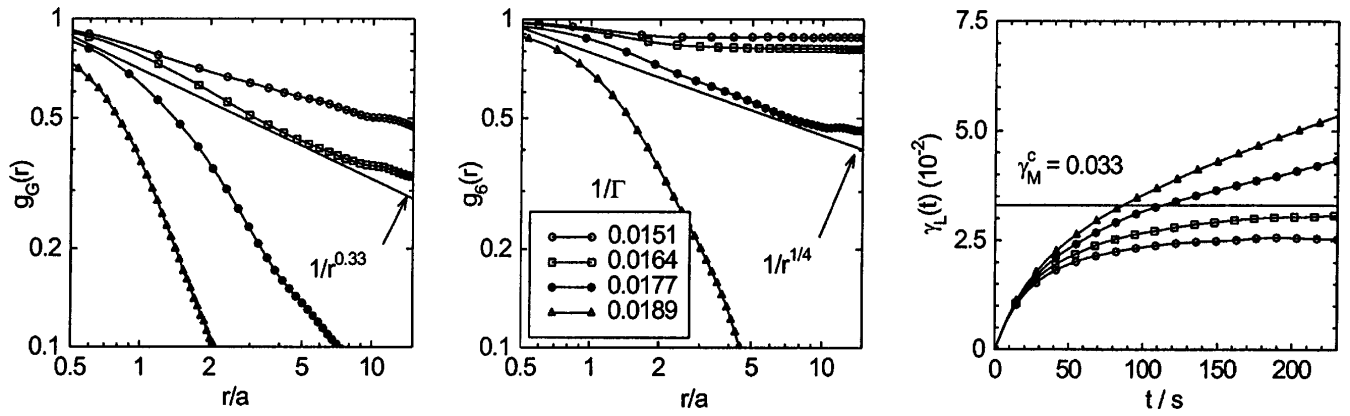 1
0.5
0.2
0.1
g_G(r)
0.5 1 2 5 10
r/a
1/r^0.33
1
0.5
0.2
0.1
g_6(r)
0.5 1 2 5 10
r/a
1/Γ
0.0151
0.0164
0.0177
0.0189
1/r^1/4
7.5
5.0
2.5
0
γ_L(t) (10^-2)
γ_M^c = 0.033
0 50 100 150 200
t / s